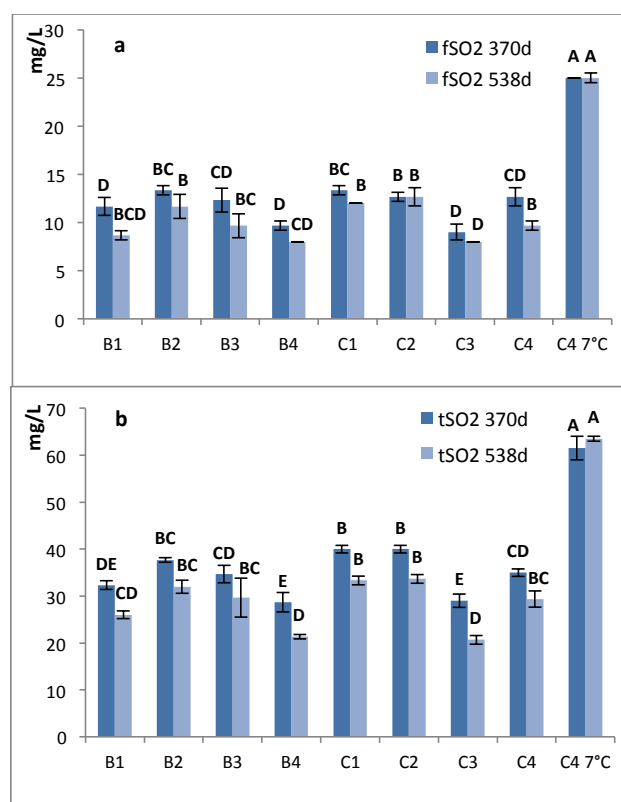 a
mg/L
fSO2 370d
fSO2 538d
30
25
20
15
10
5
0
D BCD BC B CD BC D CD BC B B B D D CD B A A
B1 B2 B3 B4 C1 C2 C3 C4 C4 7°C
b
mg/L
tSO2 370d
tSO2 538d
70
60
50
40
30
20
10
0
DE CD BC BC CD BC E D B B B B E D CD BC A A
B1 B2 B3 B4 C1 C2 C3 C4 C4 7°C